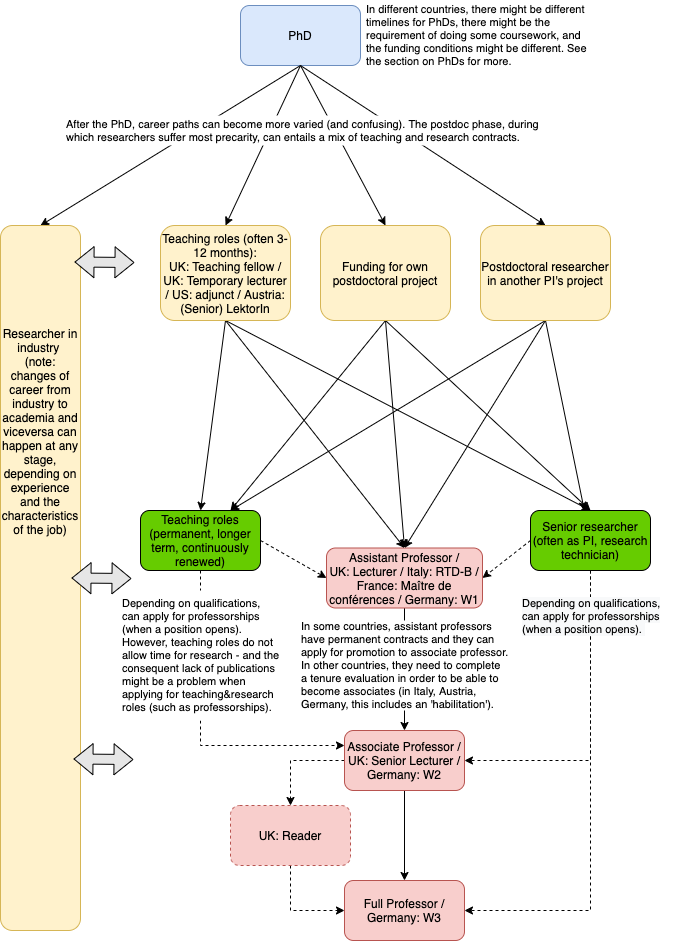 PhD
In different countries, there might be different
timelines for PhDs, there might be the
requirement of doing some coursework, and
the funding conditions might be different. See
the section on PhDs for more.
After the PhD, career paths can become more varied (and confusing). The postdoc phase, during
which researchers suffer most precarity, can entails a mix of teaching and research contracts.
Teaching roles (often 3-
12 months):
UK: Teaching fellow /
UK: Temporary lecturer
/ US: adjunct / Austria:
(Senior) LektorIn
Funding for own
postdoctoral project
Postdoctoral researcher
in another PI's project
Researcher in
industry
(note:
changes of
career from
industry to
academia and
viceversa can
happen at any
stage,
depending on
experience
and the
characteristics
of the job)
Teaching roles
(permanent, longer
term, continuously
renewed)
Assistant Professor /
UK: Lecturer / Italy: RTD-B /
France: Maître de
conférences / Germany: W1
Senior researcher
(often as PI, research
technician)
Depending on qualifications,
can apply for professorships
(when a position opens).
However, teaching roles do not
allow time for research - and the
consequent lack of publications
might be a problem when
applying for teaching&research
roles (such as professorships).
In some countries, assistant professors
have permanent contracts and they can
apply for promotion to associate professor.
In other countries, they need to complete
a tenure evaluation in order to be able to
become associates (in Italy, Austria,
Germany, this includes an 'habilitation').
Depending on qualifications,
can apply for professorships
(when a position opens).
Associate Professor /
UK: Senior Lecturer /
Germany: W2
UK: Reader
Full Professor /
Germany: W3